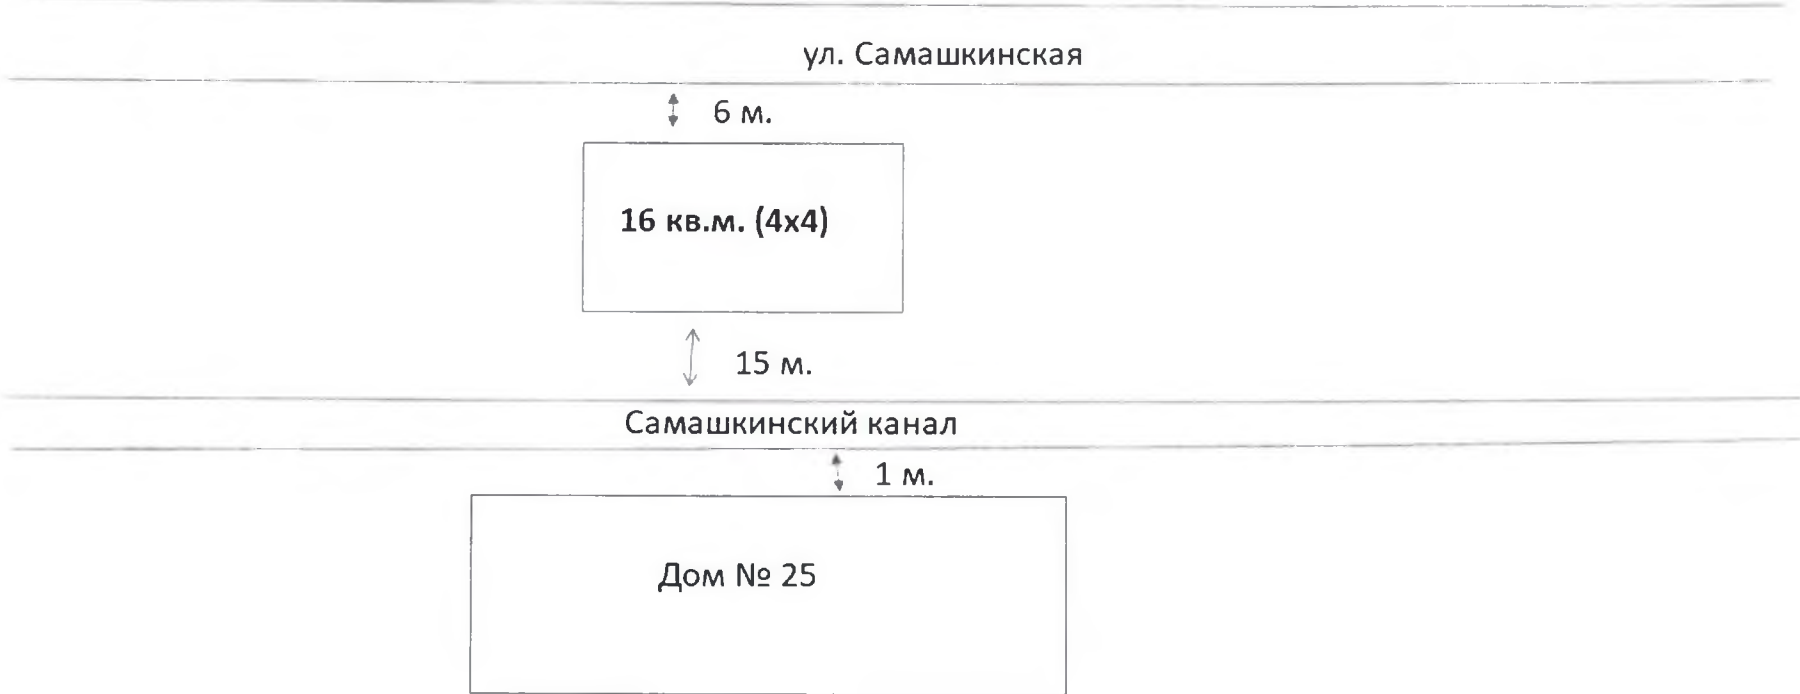 ул. Самашкинская
6 м.
16 кв.м. (4х4)
15 м.
Самашкинский канал
1 м.
Дом № 25